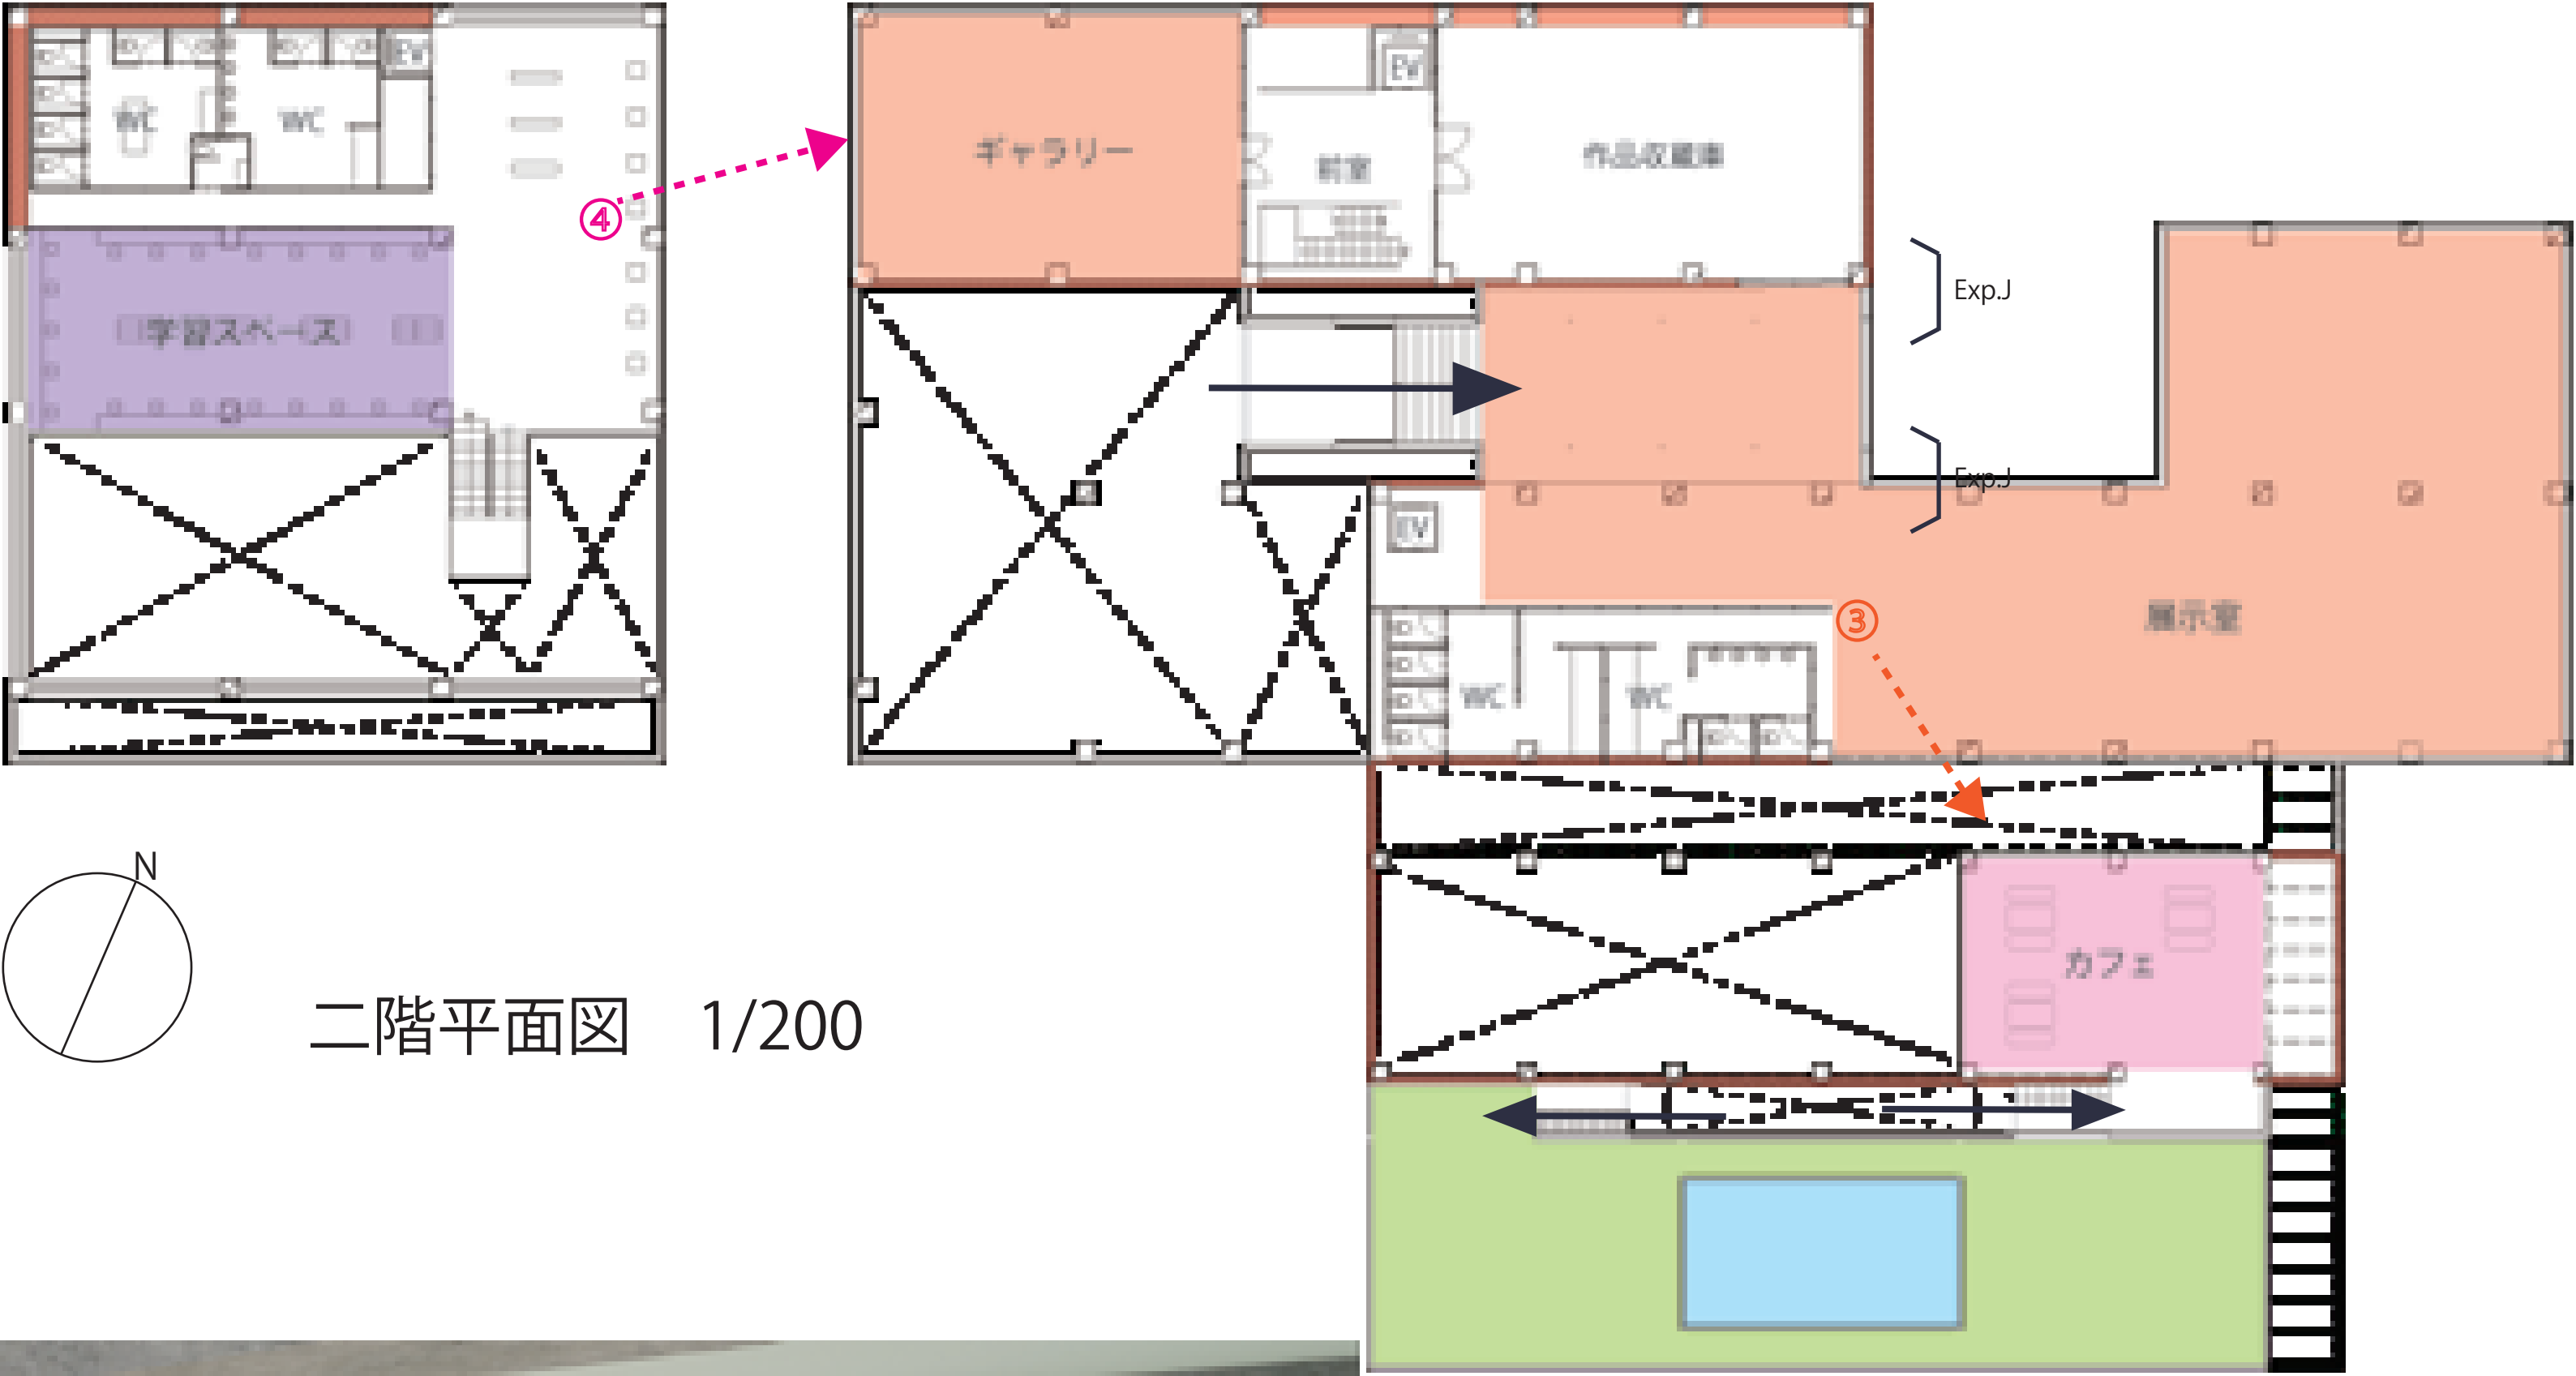 EV
WC
WC
④
学習スペース
ギャラリー
前室
EV
作品収蔵庫
Exp.J
Exp.J
EV
③
展示室
WC
WC
N
二階平面図 1/200
カフェ